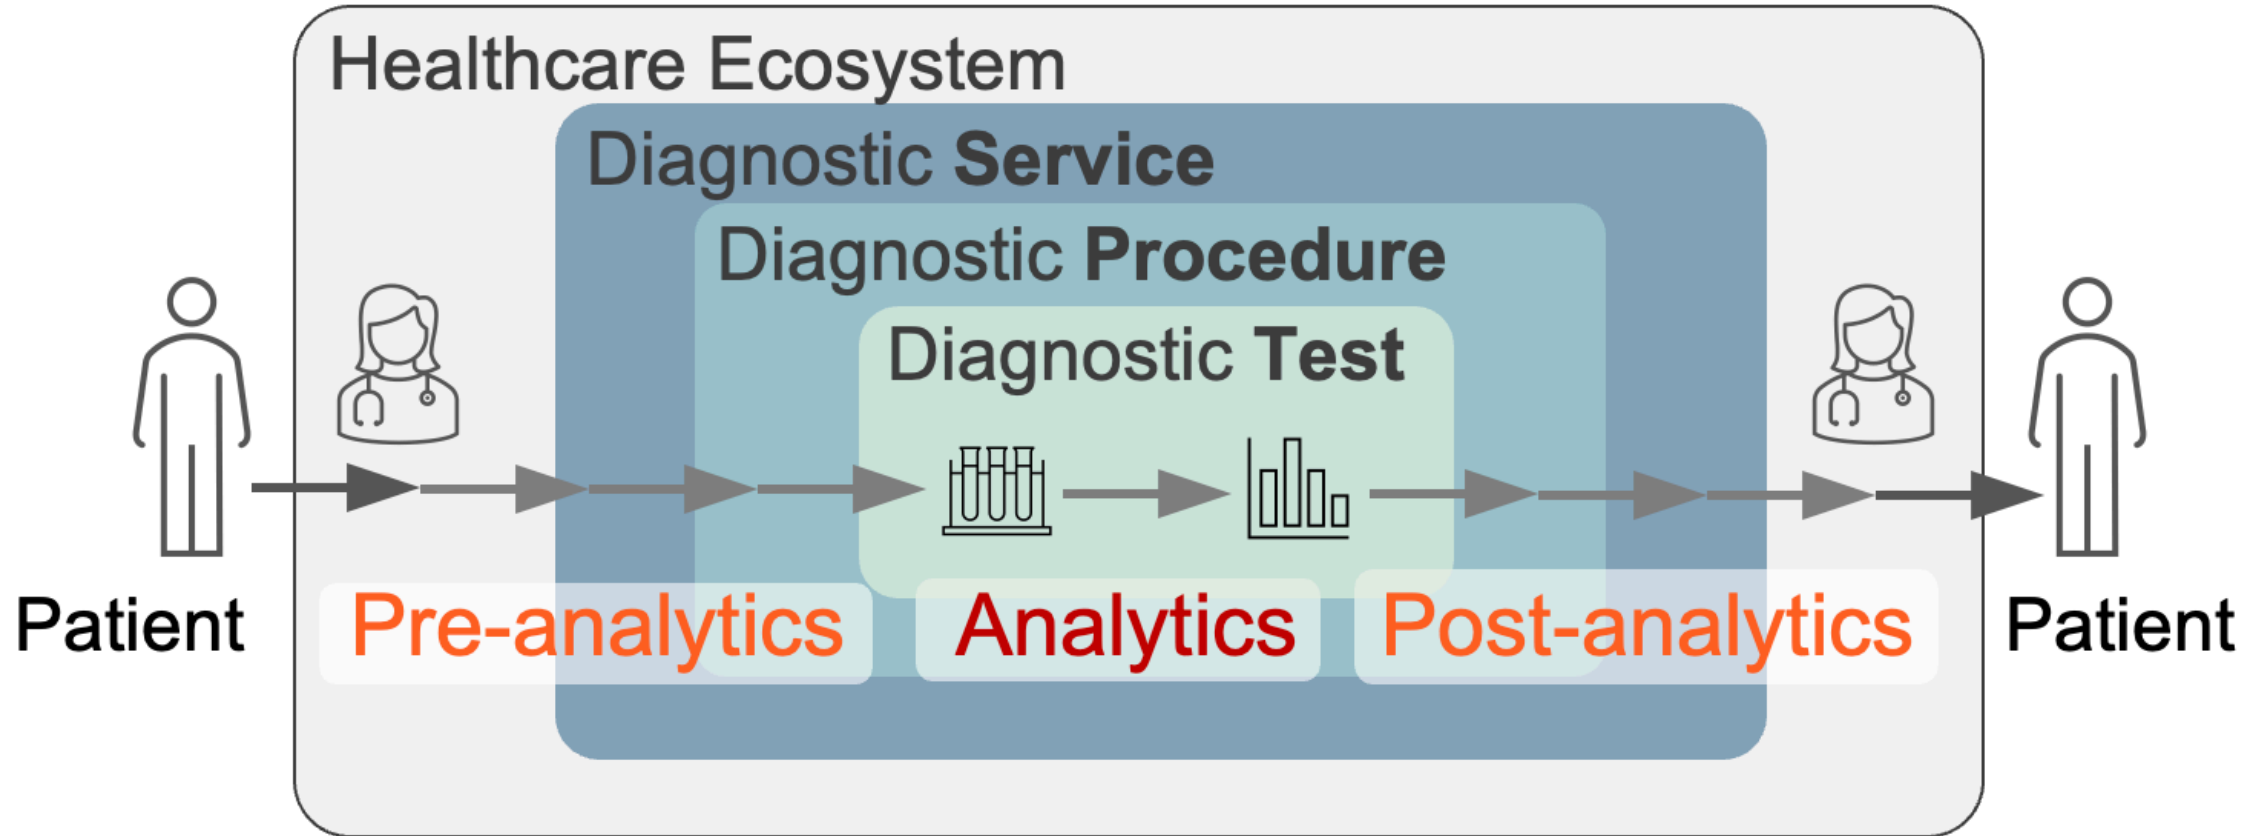 Healthcare Ecosystem
Diagnostic Service
Diagnostic Procedure
Diagnostic Test
Patient
Pre-analytics
Analytics
Post-analytics
Patient